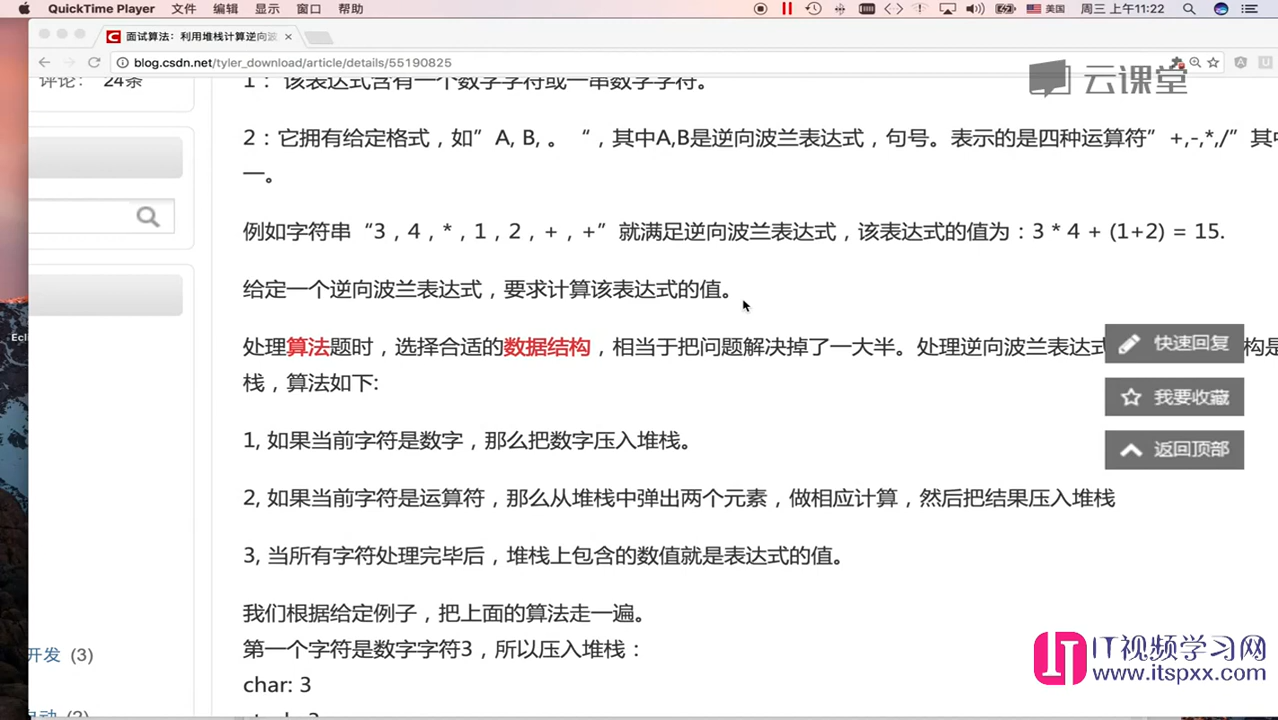 QuickTime Player 文件 编辑 显示 窗口 帮助 美国 周三 上午11:22
面试算法：利用堆栈计算逆向波
blog.csdn.net/tyler_download/article/details/55190825
评论： 24条
1： 该表达式含有一个数字字符或一串数字字符。
云课堂
2：它拥有给定格式，如” A, B, 。 “，其中A,B是逆向波兰表达式，句号。表示的是四种运算符” +,-,*,/” 其中
一。
例如字符串 “3，4，*，1，2，+，+” 就满足逆向波兰表达式，该表达式的值为：3 * 4 + (1+2) = 15.
给定一个逆向波兰表达式，要求计算该表达式的值。
处理算法题时，选择合适的数据结构，相当于把问题解决掉了一大半。处理逆向波兰表达式 构是
快速回复
栈，算法如下:
我要收藏
1, 如果当前字符是数字，那么把数字压入堆栈。
返回顶部
2, 如果当前字符是运算符，那么从堆栈中弹出两个元素，做相应计算，然后把结果压入堆栈
3, 当所有字符处理完毕后，堆栈上包含的数值就是表达式的值。
我们根据给定例子，把上面的算法走一遍。
第一个字符是数字字符3，所以压入堆栈：
开发 (3)
char: 3
IT视频学习网
www.itspxx.com